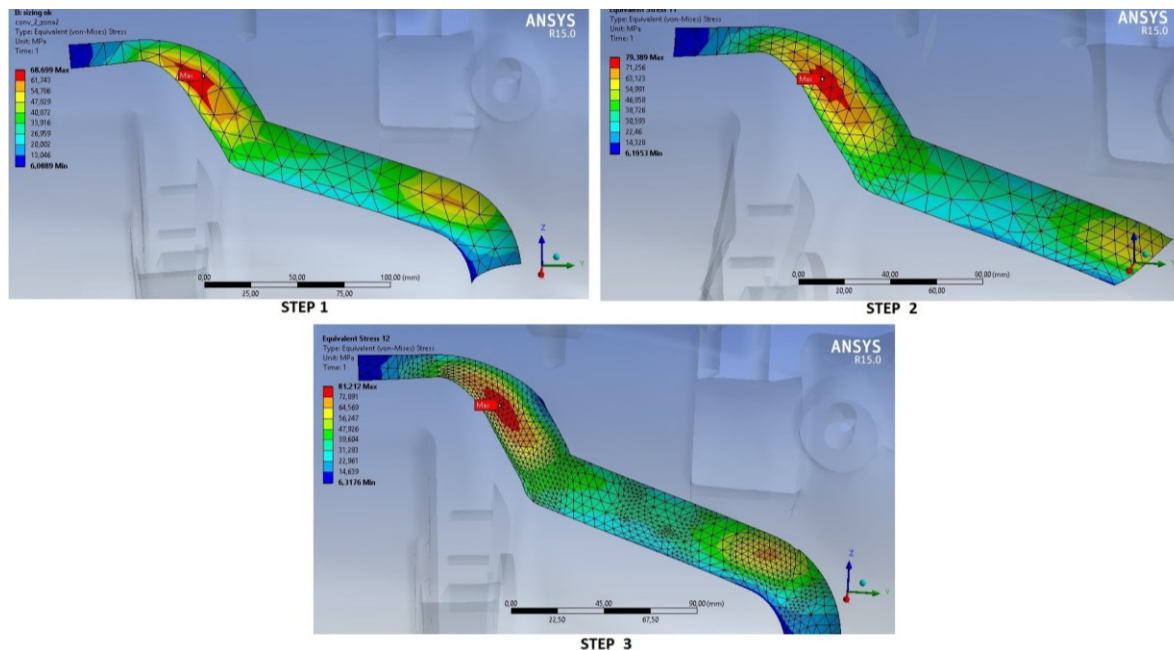 B: sizing ok
conv_2_zona2
Type: Equivalent (von-Mises) Stress
Unit: MPa
Time: 1
68,699 Max
61,743
54,786
47,829
40,872
33,916
26,959
20,002
13,046
6,0889 Min
ANSYS
R15.0
Max
0,00
50,00
100,00 (mm)
25,00
75,00
Z
Y
STEP 1
Equivalent Stress 11
Type: Equivalent (von-Mises) Stress
Unit: MPa
Time: 1
79,389 Max
71,256
63,123
54,991
46,858
38,726
30,593
22,46
14,328
6,1953 Min
ANSYS
R15.0
Max
0,00
40,00
80,00 (mm)
20,00
60,00
Z
Y
STEP 2
Equivalent Stress 12
Type: Equivalent (von-Mises) Stress
Unit: MPa
Time: 1
81,212 Max
72,891
64,569
56,247
47,926
39,604
31,283
22,961
14,639
6,3176 Min
ANSYS
R15.0
Max
0,00
45,00
90,00 (mm)
22,50
67,50
Z
Y
STEP 3